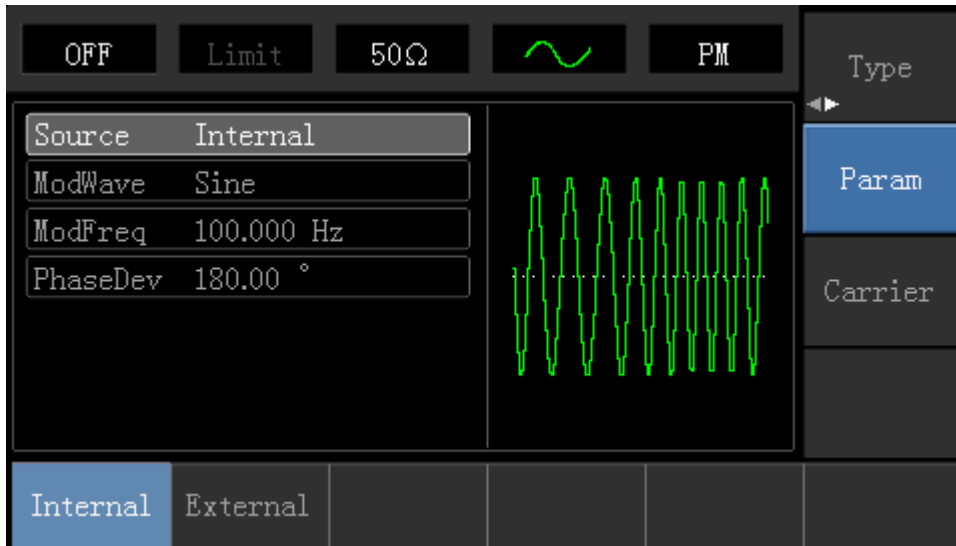 OFF Limit 50Ω PM
Type
Source Internal
ModWave Sine
ModFreq 100.000 Hz
PhaseDev 180.00 °
Param
Carrier
Internal External